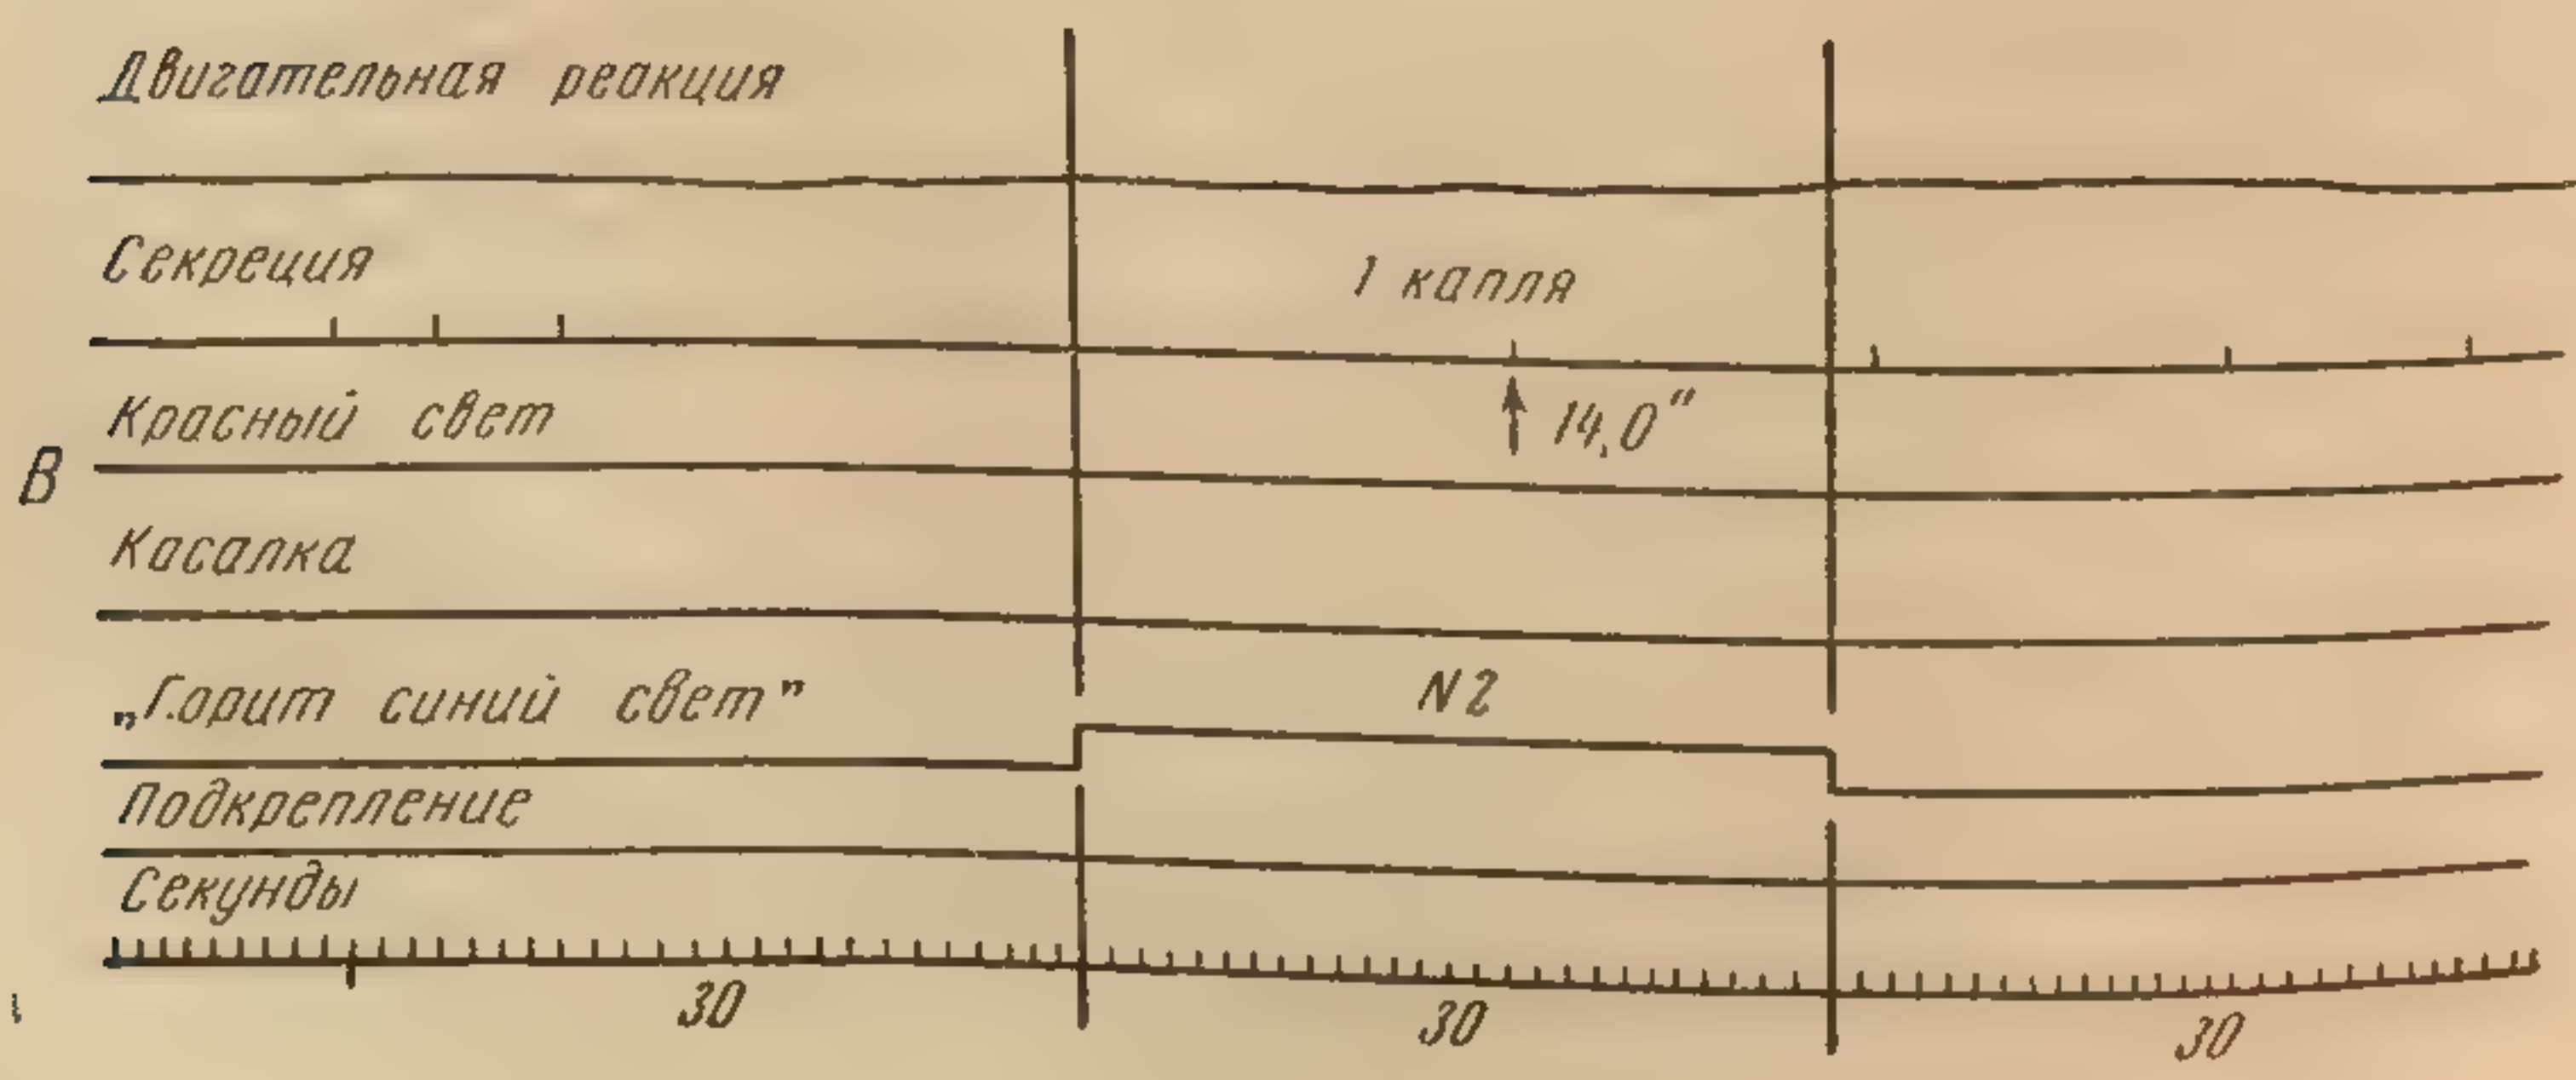 Двигательная реакция
Секреция
1 капля
Красный свет
14,0"
В
Касалка
„Горит синий свет"
N2
Подкрепление
Секунды
30
30
30